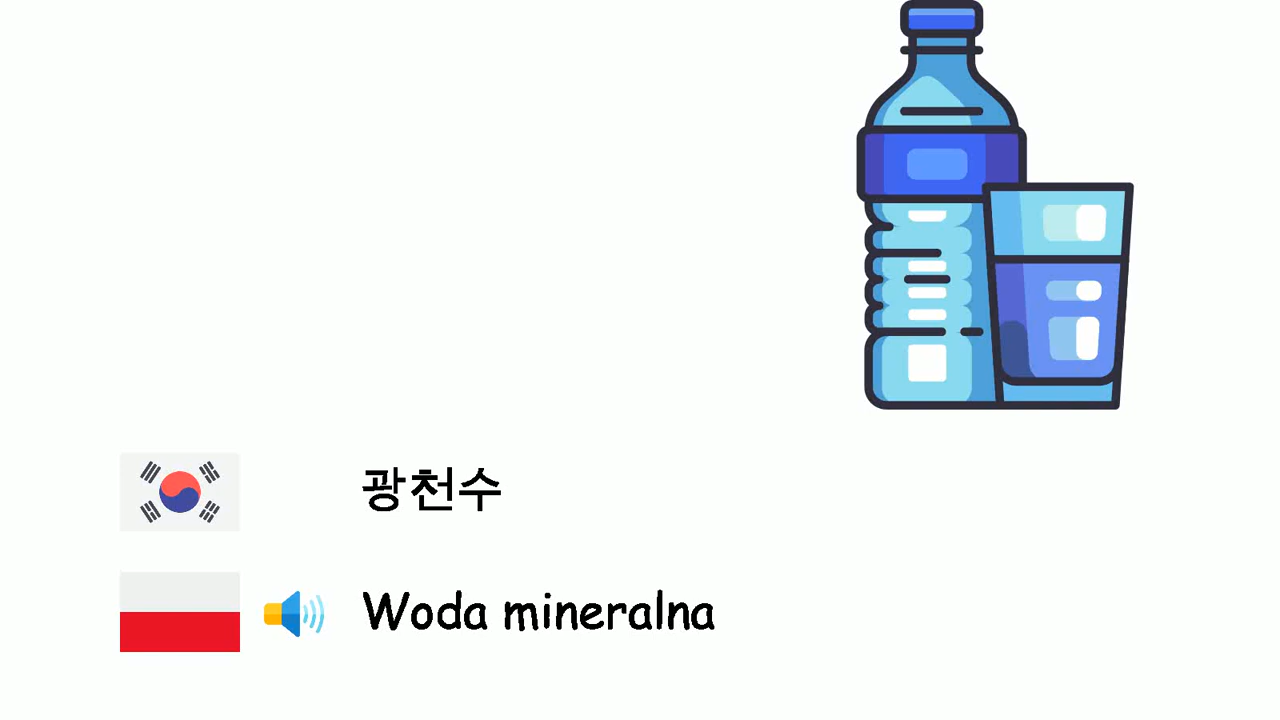 광천수
Woda mineralna